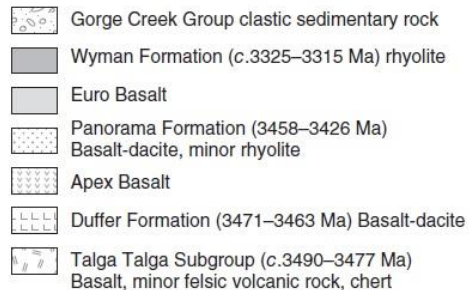 Gorge Creek Group clastic sedimentary rock
Wyman Formation (c.3325–3315 Ma) rhyolite
Euro Basalt
Panorama Formation (3458–3426 Ma)
Basalt-dacite, minor rhyolite
Apex Basalt
Duffer Formation (3471–3463 Ma) Basalt-dacite
Talga Talga Subgroup (c.3490–3477 Ma)
Basalt, minor felsic volcanic rock, chert